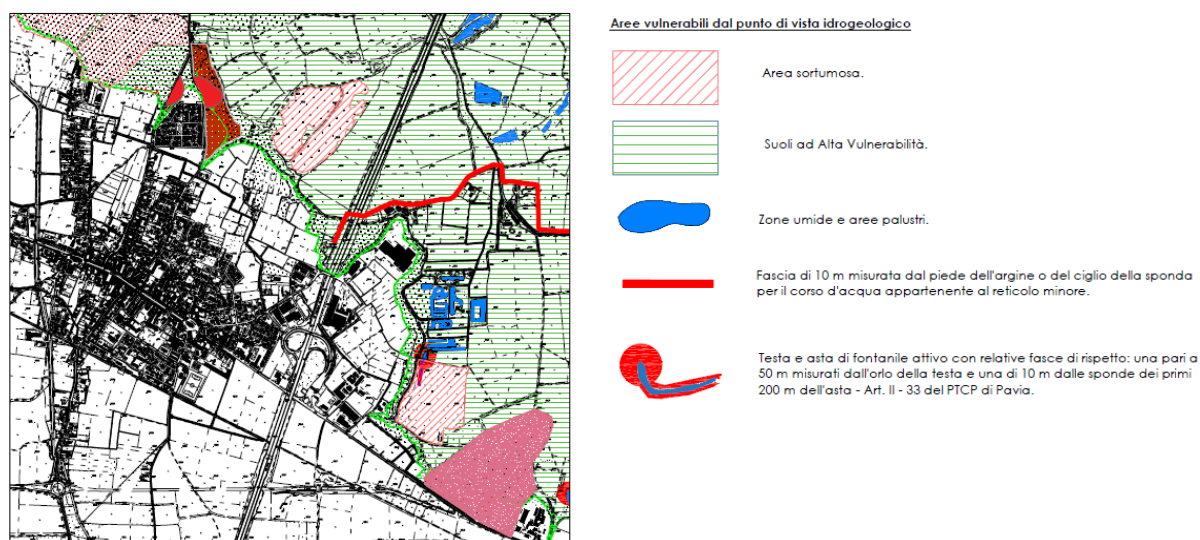 Aree vulnerabili dal punto di vista idrogeologico
Area sortumosa.
Suoli ad Alta Vulnerabilità.
Zone umide e aree palustri.
Fascia di 10 m misurata dal piede dell'argine o del ciglio della sponda
per il corso d'acqua appartenente al reticolo minore.
Testa e asta di fontanile attivo con relative fasce di rispetto: una pari a
50 m misurati dall'orlo della testa e una di 10 m dalle sponde dei primi
200 m dell'asta - Art. II - 33 del PTCP di Pavia.